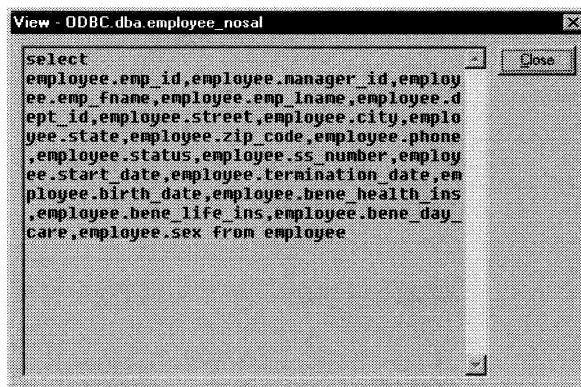 View - ODBC.dba.employee_nosal
select
employee.emp_id,employee.manager_id,employ
ee.emp_fname,employee.emp_lname,employee.d
ept_id,employee.street,employee.city,emplo
yee.state,employee.zip_code,employee.phone
,employee.status,employee.ss_number,employ
ee.start_date,employee.termination_date,em
ployee.birth_date,employee.bene_health_ins
,employee.bene_life_ins,employee.bene_day_
care,employee.sex from employee
Close